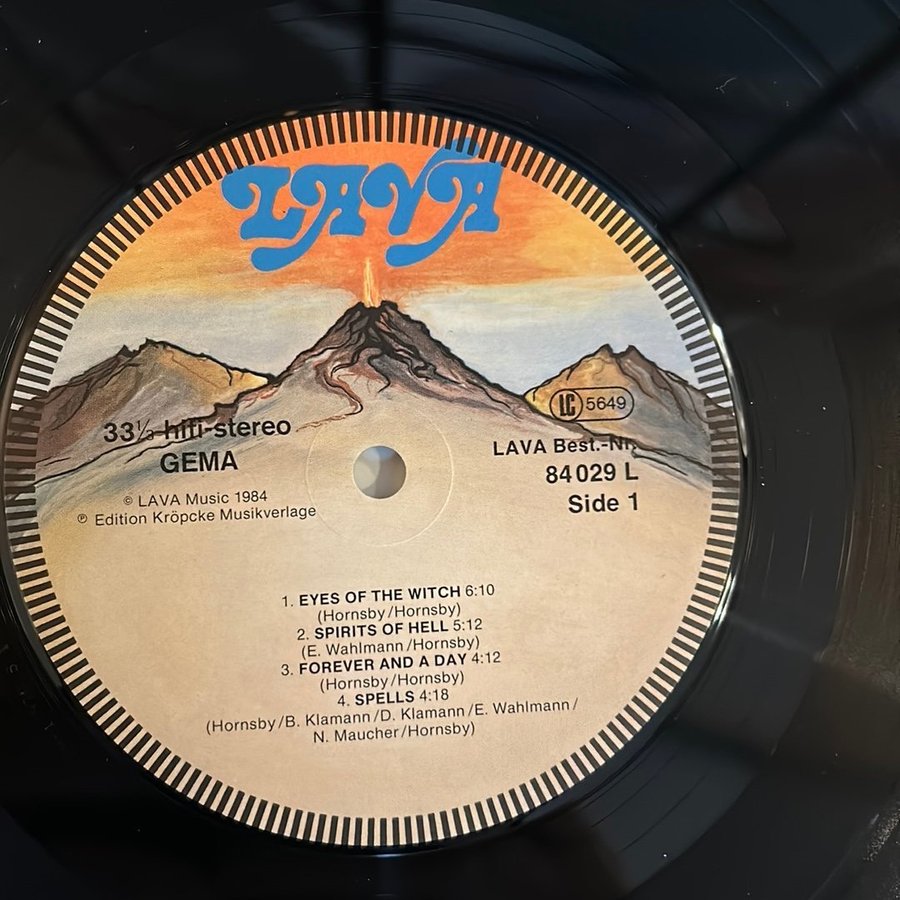 LAVA
LC 5649
33⅓ hifi-stereo
GEMA
LAVA Best.-Nr.
84 029 L
Side 1
© LAVA Music 1984
℗ Edition Kröpcke Musikverlage
1. EYES OF THE WITCH 6:10
(Hornsby/Hornsby)
2. SPIRITS OF HELL 5:12
(E. Wahlmann/Hornsby)
3. FOREVER AND A DAY 4:12
(Hornsby/Hornsby)
4. SPELLS 4:18
(Hornsby/B. Klamann/D. Klamann/E. Wahlmann/
N. Maucher/Hornsby)